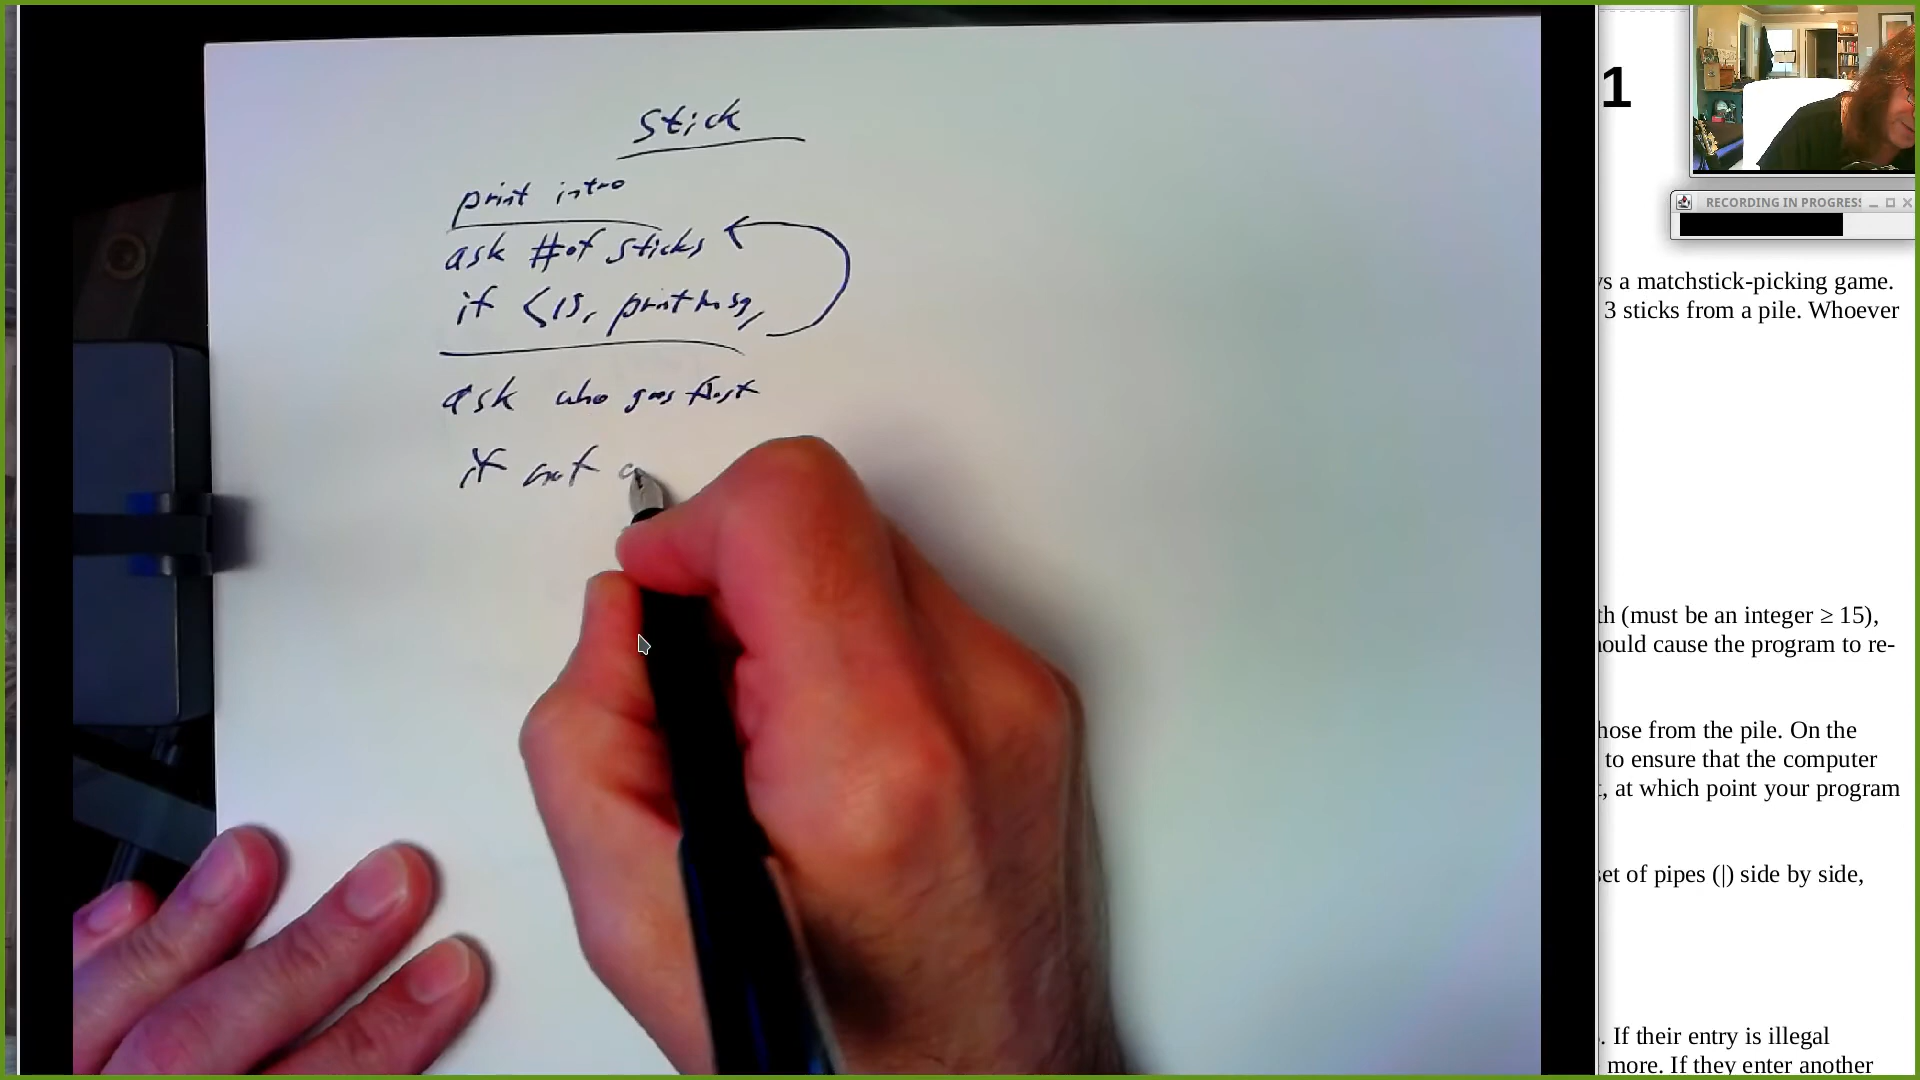 Stick
print intro
ask # of sticks
if <15, print msg,
ask who goes first
if not
1
RECORDING IN PROGRESS
s a matchstick-picking game.
3 sticks from a pile. Whoever
th (must be an integer ≥ 15),
ould cause the program to re-
hose from the pile. On the
to ensure that the computer
, at which point your program
set of pipes (|) side by side,
. If their entry is illegal
more. If they enter another